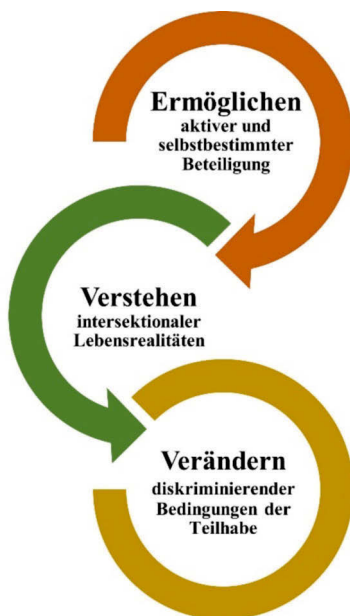 Ermöglichen
aktiver und
selbstbestimmter
Beteiligung
Verstehen
intersektionaler
Lebensrealitäten
Verändern
diskriminierender
Bedingungen der
Teilhabe